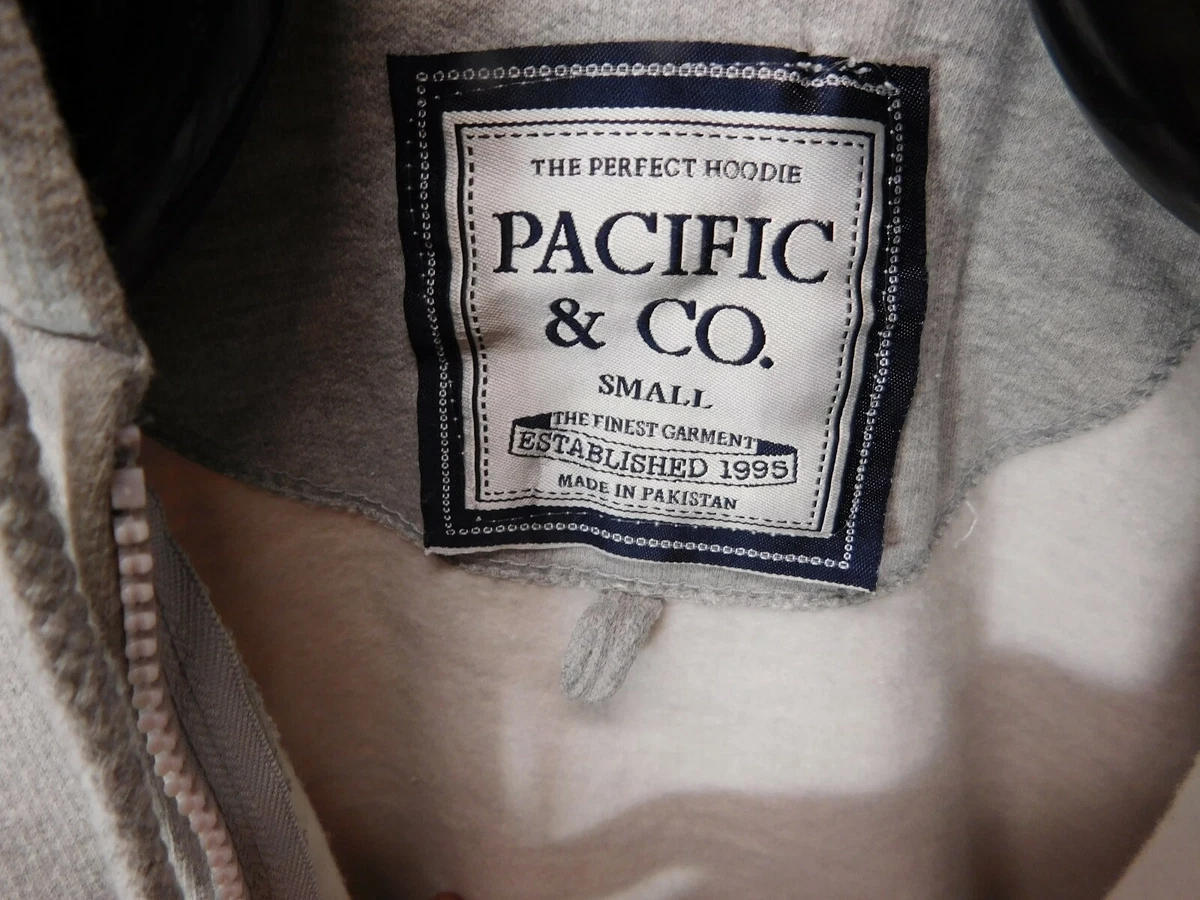 THE PERFECT HOODIE
PACIFIC
& CO.
SMALL
THE FINEST GARMENT
ESTABLISHED 1995
MADE IN PAKISTAN